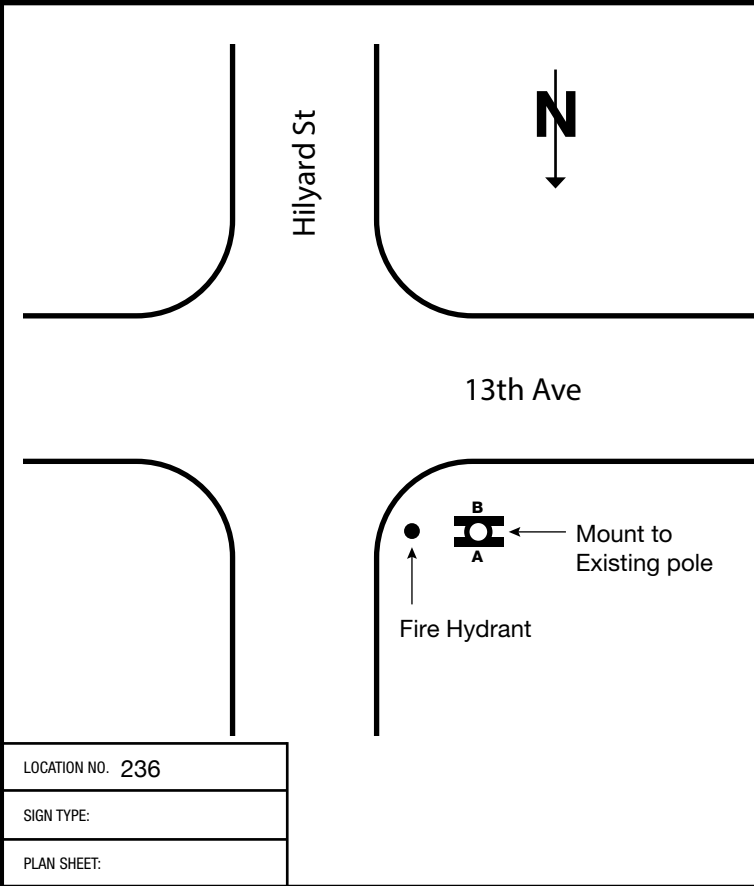 Hilyard St
N
13th Ave
B
A
Mount to
Existing pole
Fire Hydrant
LOCATION NO. 236
SIGN TYPE:
PLAN SHEET: